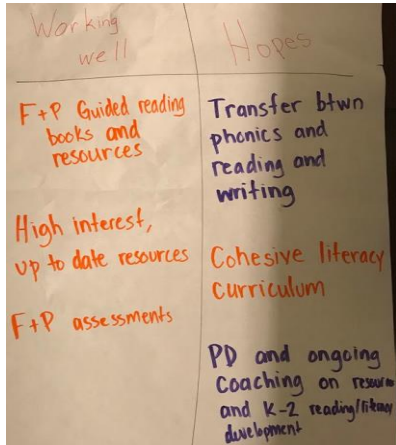 Working
well
F+P Guided reading
books and
resources
High interest,
up to date resources
F+P assessments
Hopes
Transfer btwn
phonics and
reading and
writing
Cohesive literacy
curriculum
PD and ongoing
Coaching on resources
and K-2 reading/literacy
development